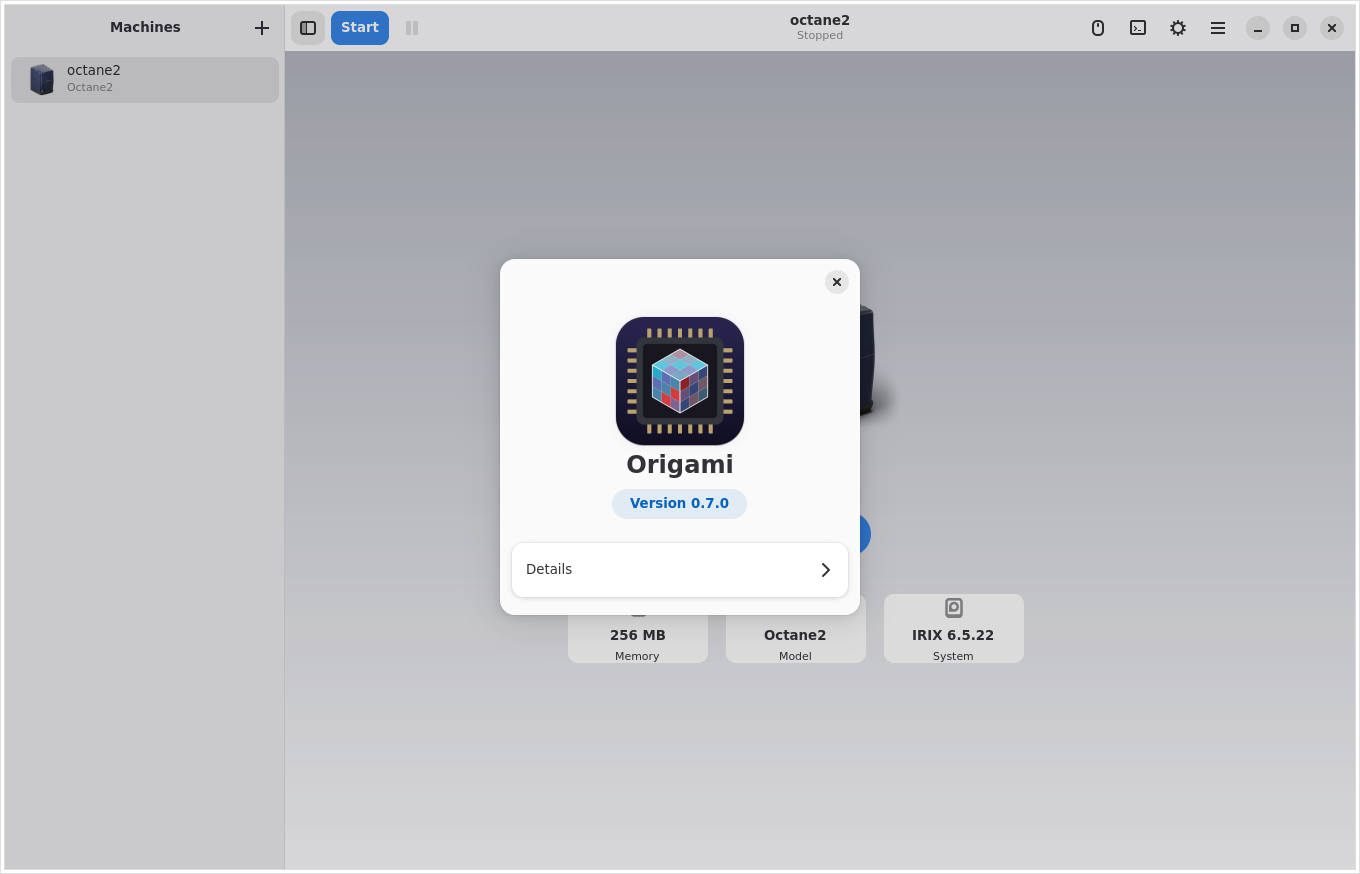 Machines
Start
octane2
Stopped
octane2
Octane2
Origami
Version 0.7.0
Details
256 MB
Memory
Octane2
Model
IRIX 6.5.22
System